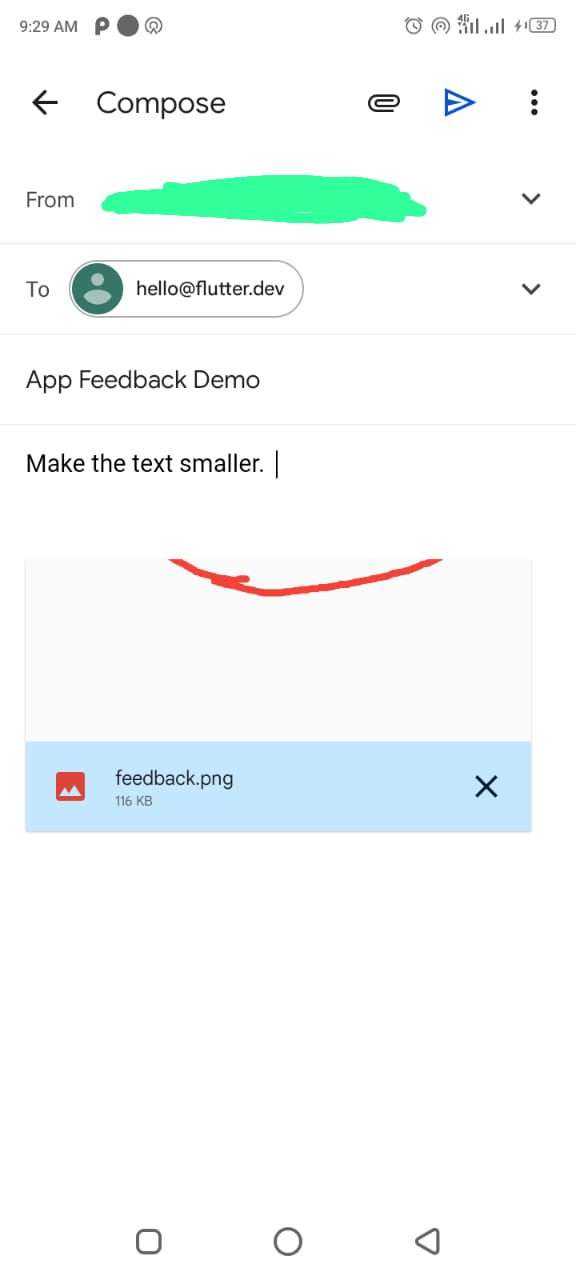 9:29 AM
4G
37
Compose
From
To
hello@flutter.dev
App Feedback Demo
Make the text smaller.
feedback.png
116 KB